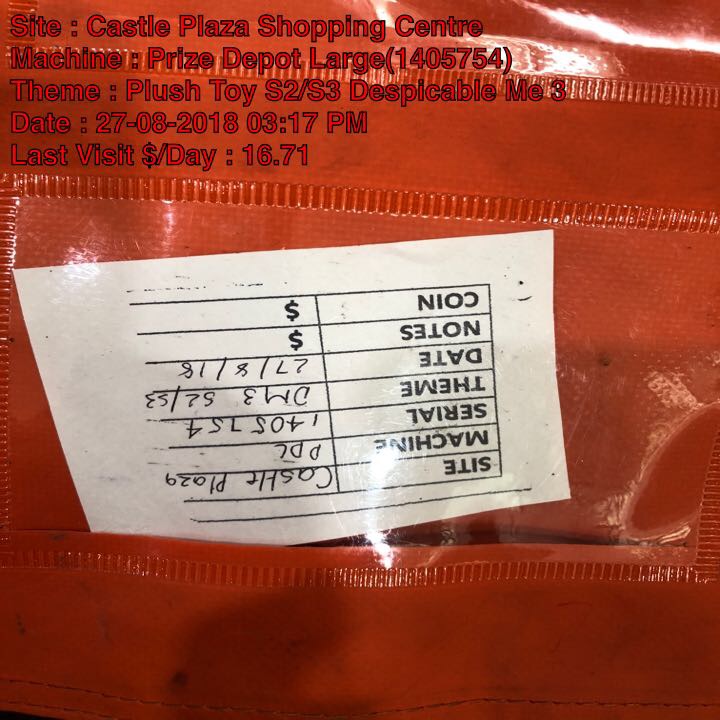 Site : Castle Plaza Shopping Centre
Machine : Prize Depot Large(1405754)
Theme : Plush Toy S2/S3 Despicable Me 3
Date : 27-08-2018 03:17 PM
Last Visit $/Day : 16.71
SITE Castle Plaza
MACHINE PDL
SERIAL 1405754
THEME DM3 S2/S3
DATE 27/8/18
NOTES $
COIN $